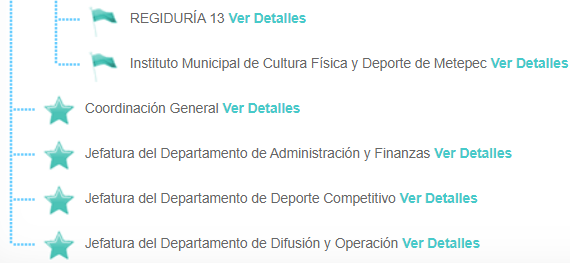 REGIDURÍA 13 Ver Detalles
Instituto Municipal de Cultura Física y Deporte de Metepec Ver Detalles
Coordinación General Ver Detalles
Jefatura del Departamento de Administración y Finanzas Ver Detalles
Jefatura del Departamento de Deporte Competitivo Ver Detalles
Jefatura del Departamento de Difusión y Operación Ver Detalles